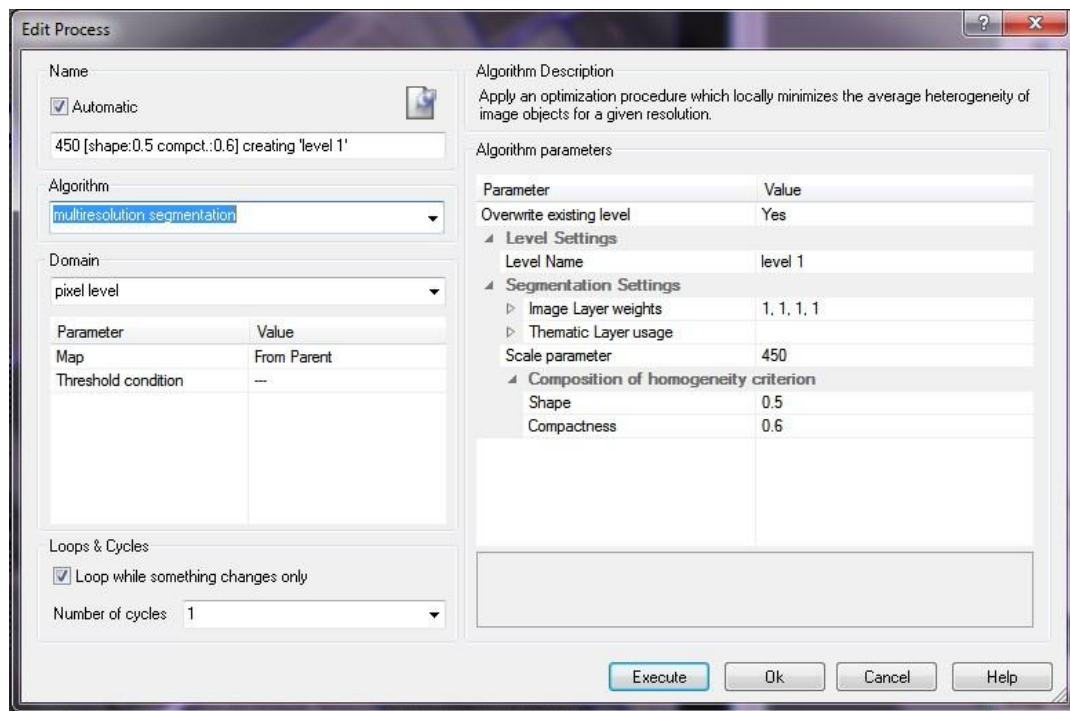 Edit Process
Name
Automatic
450 [shape:0.5 compct.:0.6] creating 'level 1'
Algorithm
multiresolution segmentation
Domain
pixel level
Parameter Value
Map From Parent
Threshold condition ---
Loops & Cycles
Loop while something changes only
Number of cycles 1
Algorithm Description
Apply an optimization procedure which locally minimizes the average heterogeneity of
image objects for a given resolution.
Algorithm parameters
Parameter Value
Overwrite existing level Yes
Level Settings
Level Name level 1
Segmentation Settings
Image Layer weights 1, 1, 1, 1
Thematic Layer usage
Scale parameter 450
Composition of homogeneity criterion
Shape 0.5
Compactness 0.6
Execute Ok Cancel Help